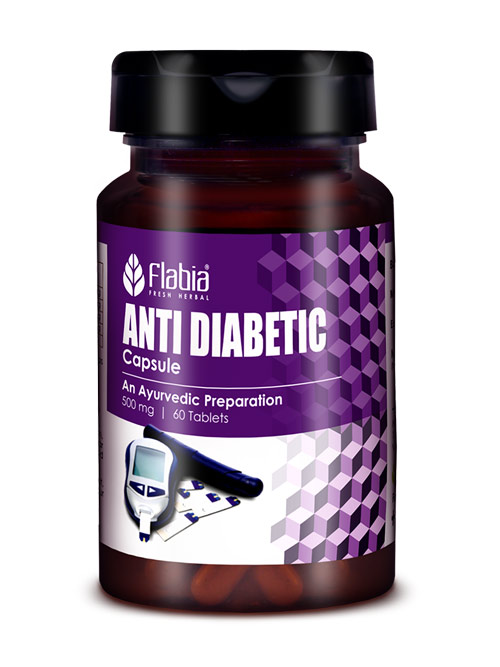 Flabia®
FRESH HERBAL
ANTI DIABETIC
Capsule
An Ayurvedic Preparation
500 mg | 60 Tablets